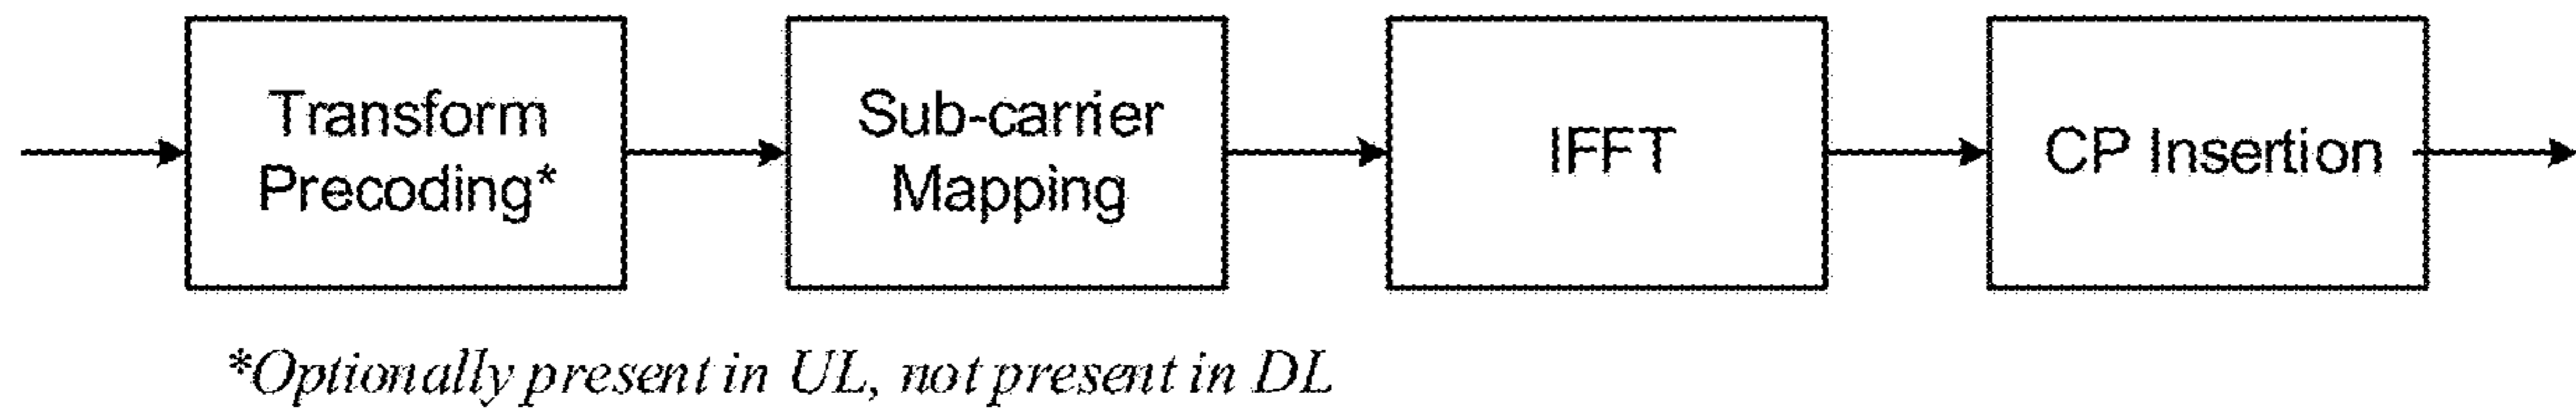 Transform
Precoding*
Sub-carrier
Mapping
IFFT
CP Insertion
*Optionally present in UL, not present in DL